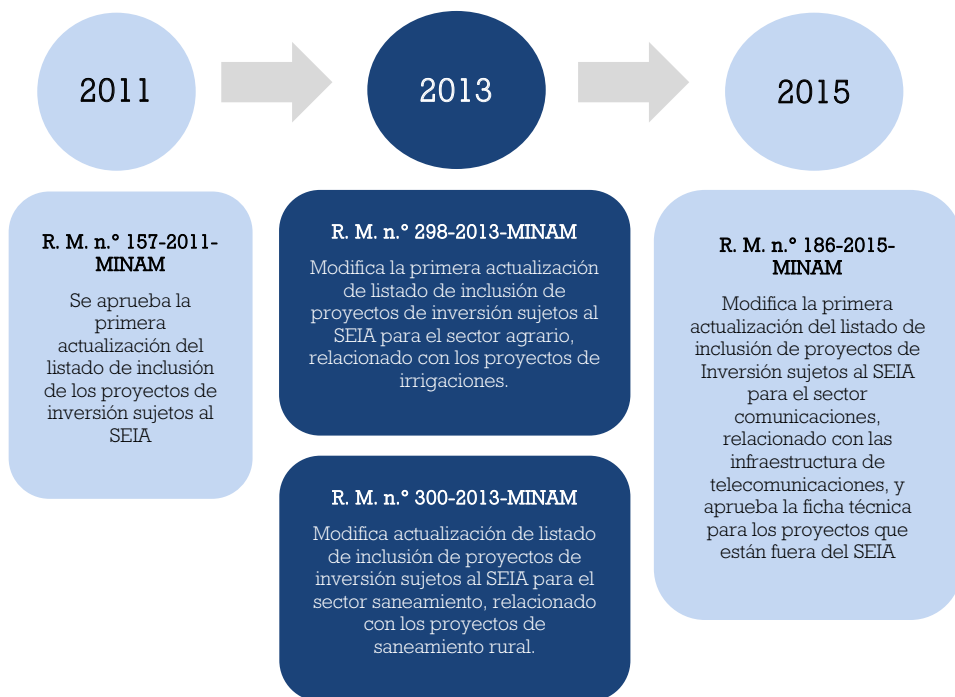 2011
2013
2015
R. M. n.° 157-2011-
MINAM
Se aprueba la
primera
actualización del
listado de inclusión
de los proyectos de
inversión sujetos al
SEIA
R. M. n.° 298-2013-MINAM
Modifica la primera actualización
de listado de inclusión de
proyectos de inversión sujetos al
SEIA para el sector agrario,
relacionado con los proyectos de
irrigaciones.
R. M. n.° 300-2013-MINAM
Modifica actualización de listado
de inclusión de proyectos de
inversión sujetos al SEIA para el
sector saneamiento, relacionado
con los proyectos de
saneamiento rural.
R. M. n.° 186-2015-
MINAM
Modifica la primera
actualización del listado de
inclusión de proyectos de
Inversión sujetos al SEIA
para el sector
comunicaciones,
relacionado con las
infraestructura de
telecomunicaciones, y
aprueba la ficha técnica
para los proyectos que
están fuera del SEIA